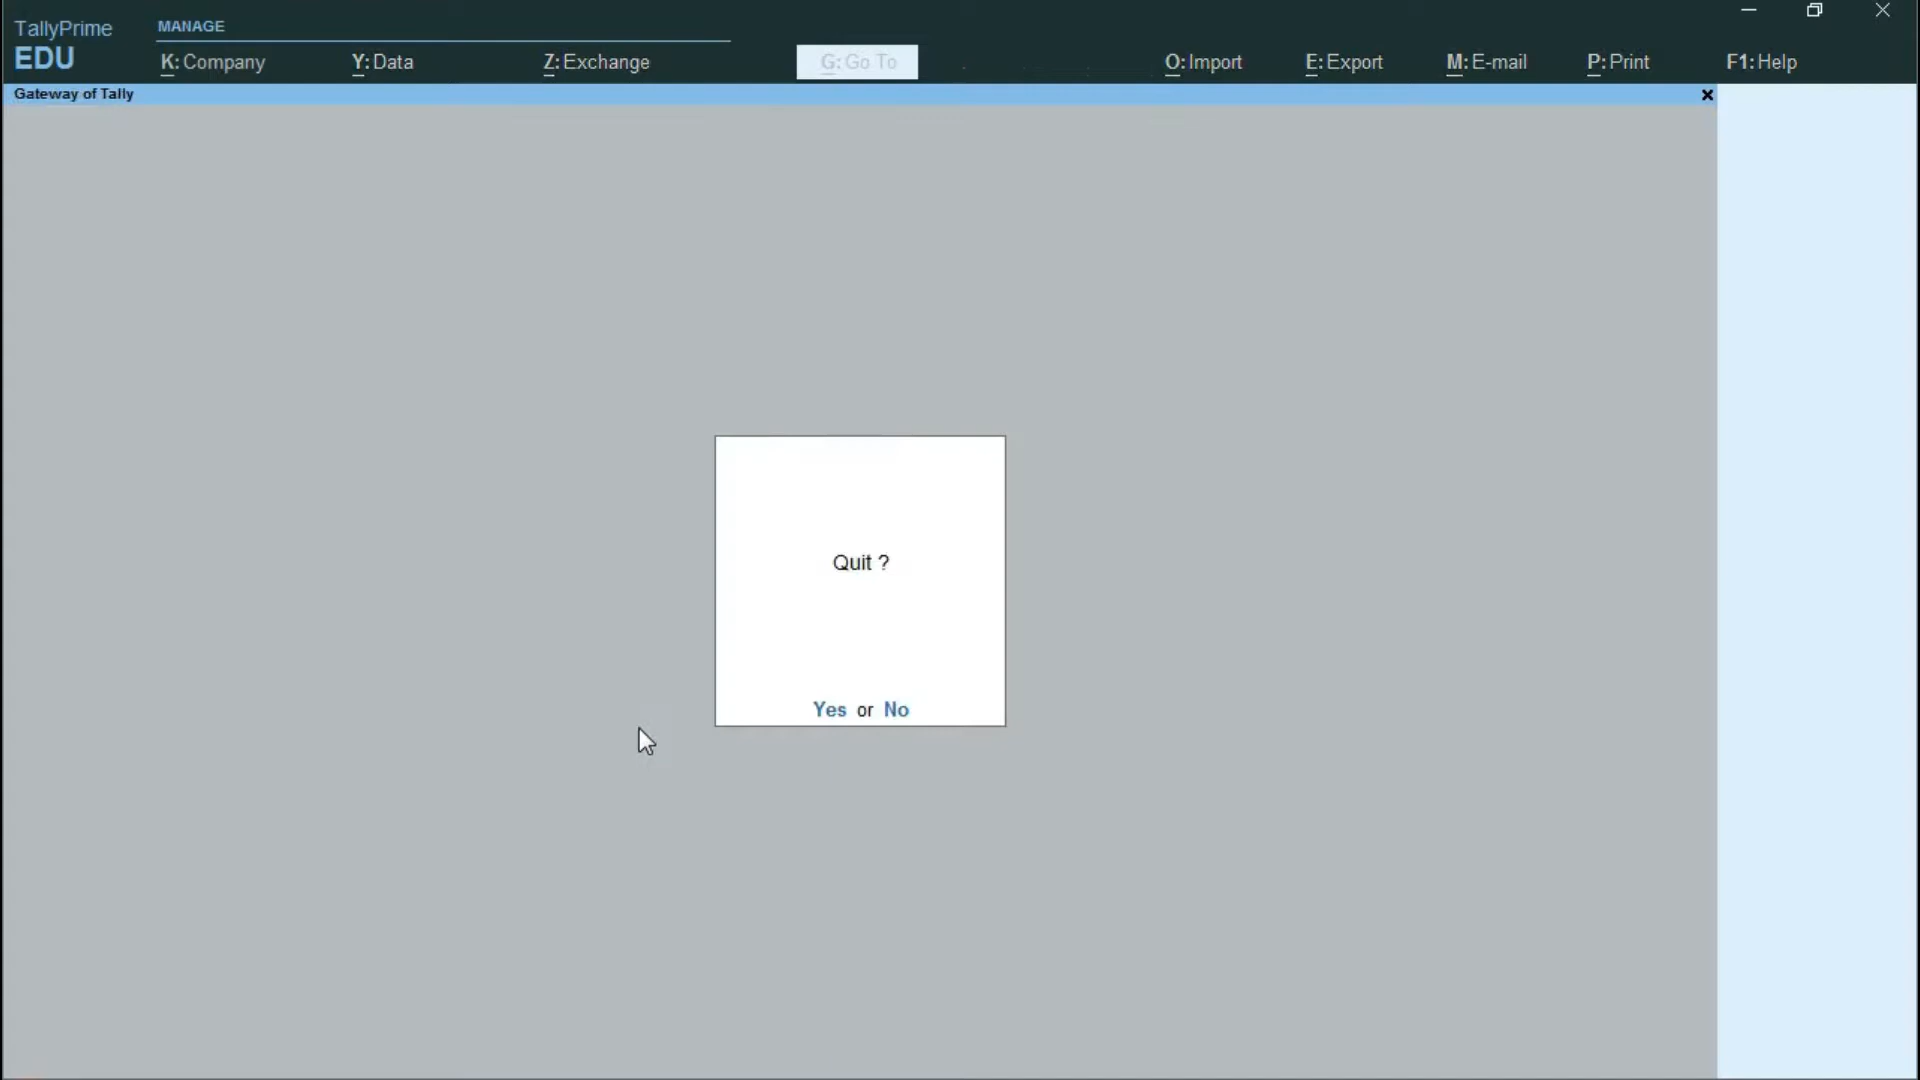 TallyPrime
EDU
MANAGE
K: Company Y: Data Z: Exchange G: Go To O: Import E: Export M: E-mail P: Print F1: Help
Gateway of Tally
Quit ?
Yes or No